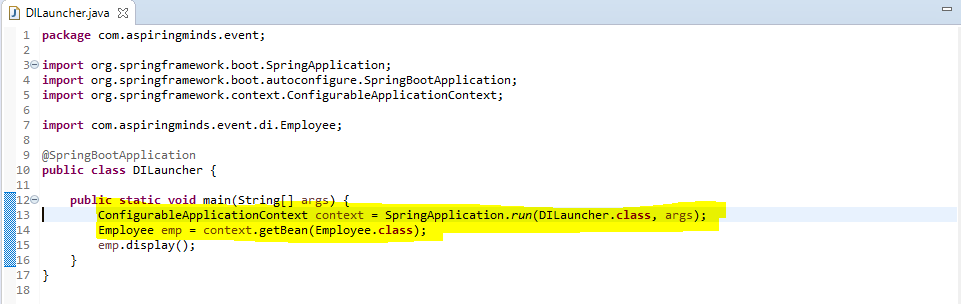 DILauncher.java
1 package com.aspiringminds.event;
2
3 import org.springframework.boot.SpringApplication;
4 import org.springframework.boot.autoconfigure.SpringBootApplication;
5 import org.springframework.context.ConfigurableApplicationContext;
6
7 import com.aspiringminds.event.di.Employee;
8
9 @SpringBootApplication
10 public class DILauncher {
11
12     public static void main(String[] args) {
13         ConfigurableApplicationContext context = SpringApplication.run(DILauncher.class, args);
14         Employee emp = context.getBean(Employee.class);
15         emp.display();
16     }
17 }
18